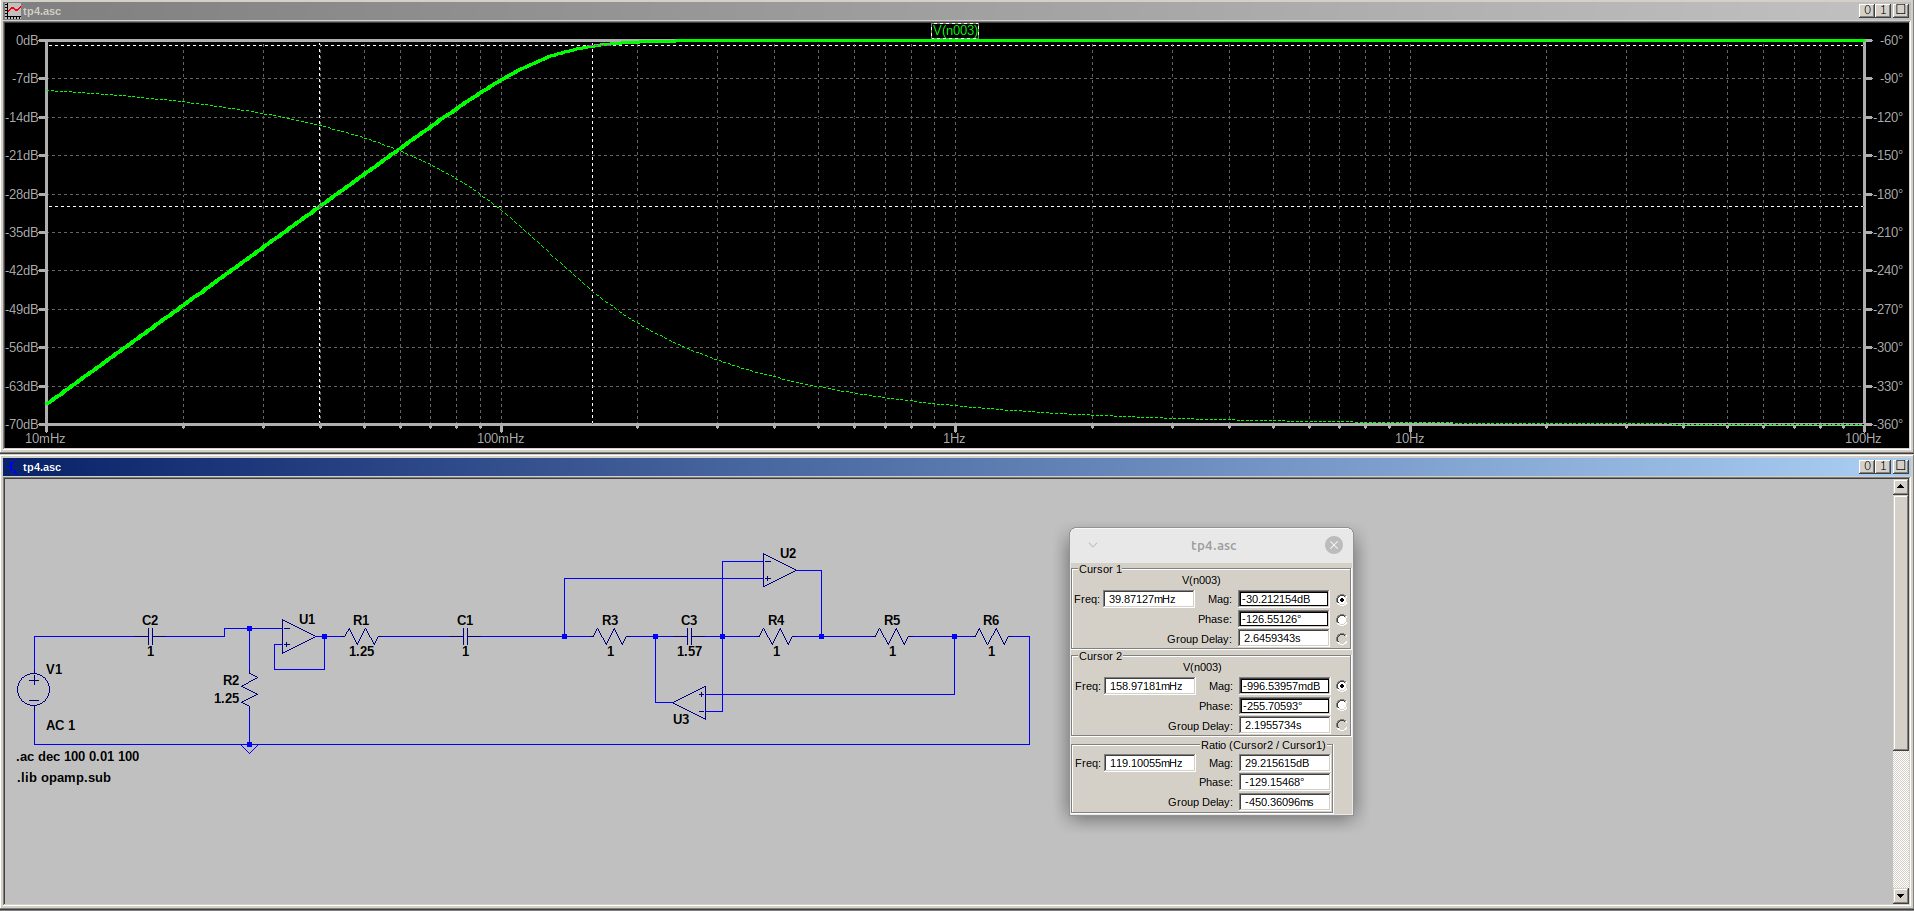 tp4.asc
V(n003)
0dB
-7dB
-14dB
-21dB
-28dB
-35dB
-42dB
-49dB
-56dB
-63dB
-70dB
-60°
-90°
-120°
-150°
-180°
-210°
-240°
-270°
-300°
-330°
-360°
10mHz 100mHz 1Hz 10Hz 100Hz
tp4.asc
U2
C2
1
U1
R1
1.25
C1
1
R3
1
C3
1.57
R4
1
R5
1
R6
1
V1
AC 1
R2
1.25
U3
.ac dec 100 0.01 100
.lib opamp.sub
tp4.asc
Cursor 1
V(n003)
Freq: 39.87127mHz Mag: -30.212154dB
Phase: -126.55126°
Group Delay: 2.6459343s
Cursor 2
V(n003)
Freq: 158.97181mHz Mag: -996.53957mdB
Phase: -255.70593°
Group Delay: 2.1955734s
Ratio (Cursor2 / Cursor1)
Freq: 119.10055mHz Mag: 29.215615dB
Phase: -129.15468°
Group Delay: -450.36096ms